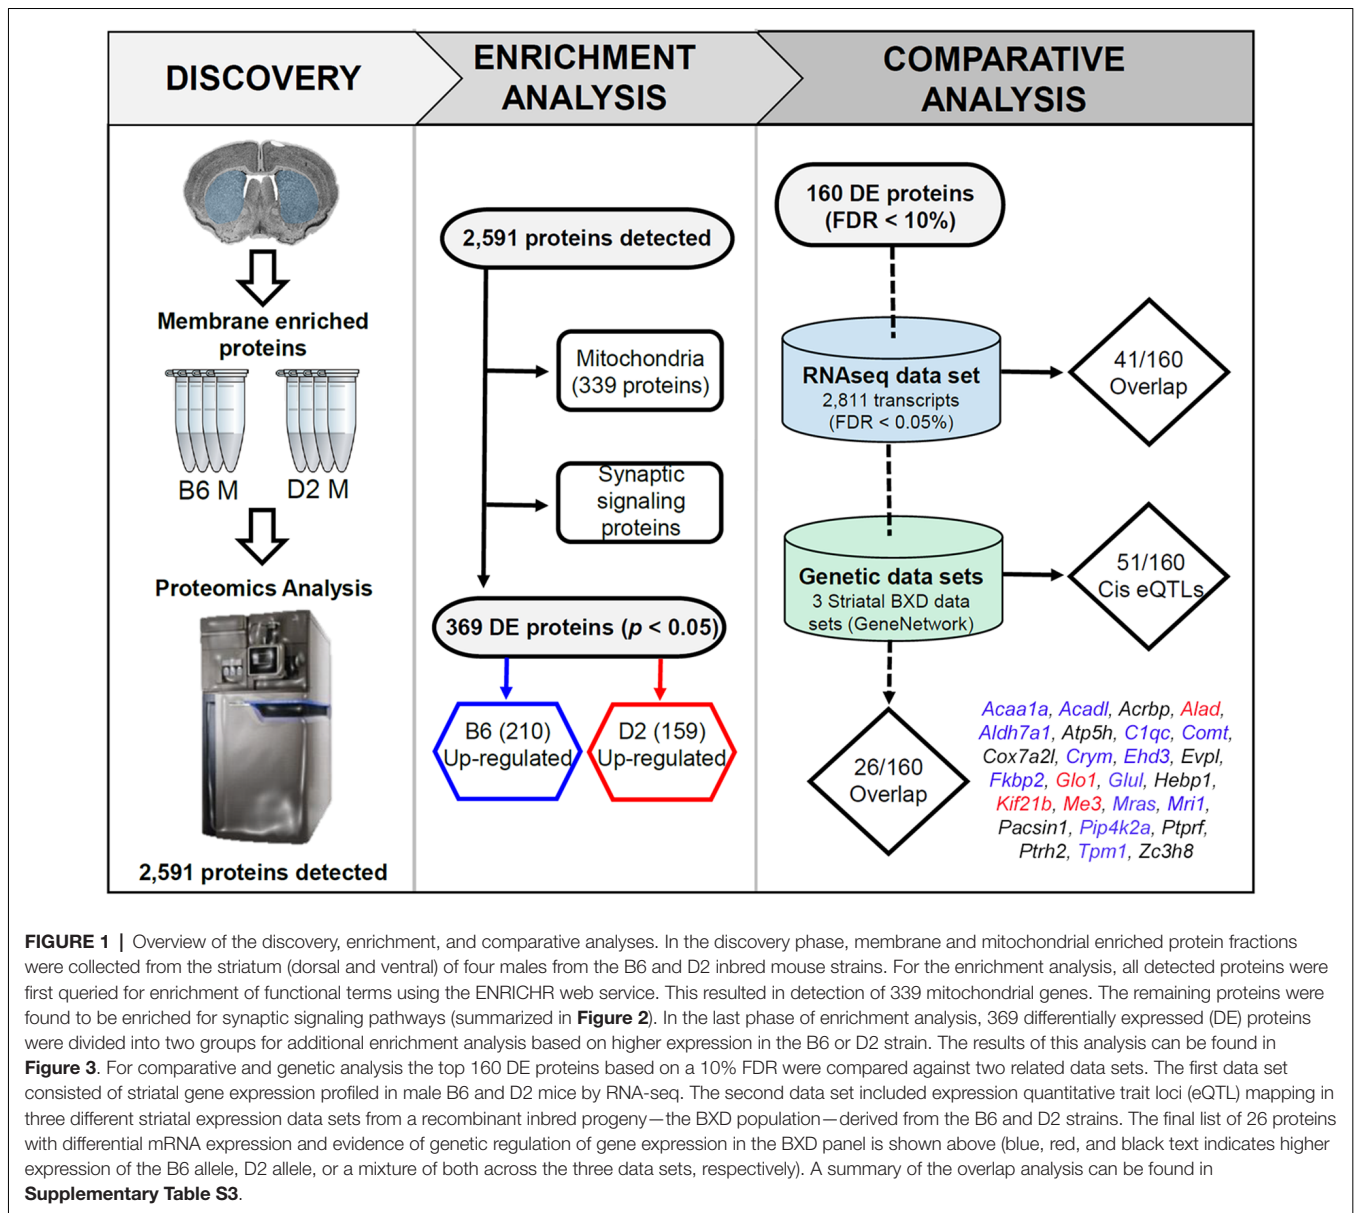 DISCOVERY
ENRICHMENT
ANALYSIS
COMPARATIVE
ANALYSIS
Membrane enriched
proteins
B6 M
D2 M
Proteomics Analysis
2,591 proteins detected
2,591 proteins detected
Mitochondria
(339 proteins)
Synaptic
signaling
proteins
369 DE proteins (p < 0.05)
B6 (210)
Up-regulated
D2 (159)
Up-regulated
160 DE proteins
(FDR < 10%)
RNAseq data set
2,811 transcripts
(FDR < 0.05%)
41/160
Overlap
Genetic data sets
3 Striatal BXD data
sets (GeneNetwork)
51/160
Cis eQTLs
26/160
Overlap
Acaa1a, Acadl, Acrbp, Alad,
Aldh7a1, Atp5h, C1qc, Comt,
Cox7a2l, Crym, Ehd3, Evpl,
Fkbp2, Glo1, Glul, Hebp1,
Kif21b, Me3, Mras, Mri1,
Pacsin1, Pip4k2a, Ptprf,
Ptrh2, Tpm1, Zc3h8
FIGURE 1 | Overview of the discovery, enrichment, and comparative analyses. In the discovery phase, membrane and mitochondrial enriched protein fractions
were collected from the striatum (dorsal and ventral) of four males from the B6 and D2 inbred mouse strains. For the enrichment analysis, all detected proteins were
first queried for enrichment of functional terms using the ENRICHR web service. This resulted in detection of 339 mitochondrial genes. The remaining proteins were
found to be enriched for synaptic signaling pathways (summarized in Figure 2). In the last phase of enrichment analysis, 369 differentially expressed (DE) proteins
were divided into two groups for additional enrichment analysis based on higher expression in the B6 or D2 strain. The results of this analysis can be found in
Figure 3. For comparative and genetic analysis the top 160 DE proteins based on a 10% FDR were compared against two related data sets. The first data set
consisted of striatal gene expression profiled in male B6 and D2 mice by RNA-seq. The second data set included expression quantitative trait loci (eQTL) mapping in
three different striatal expression data sets from a recombinant inbred progeny—the BXD population—derived from the B6 and D2 strains. The final list of 26 proteins
with differential mRNA expression and evidence of genetic regulation of gene expression in the BXD panel is shown above (blue, red, and black text indicates higher
expression of the B6 allele, D2 allele, or a mixture of both across the three data sets, respectively). A summary of the overlap analysis can be found in
Supplementary Table S3.